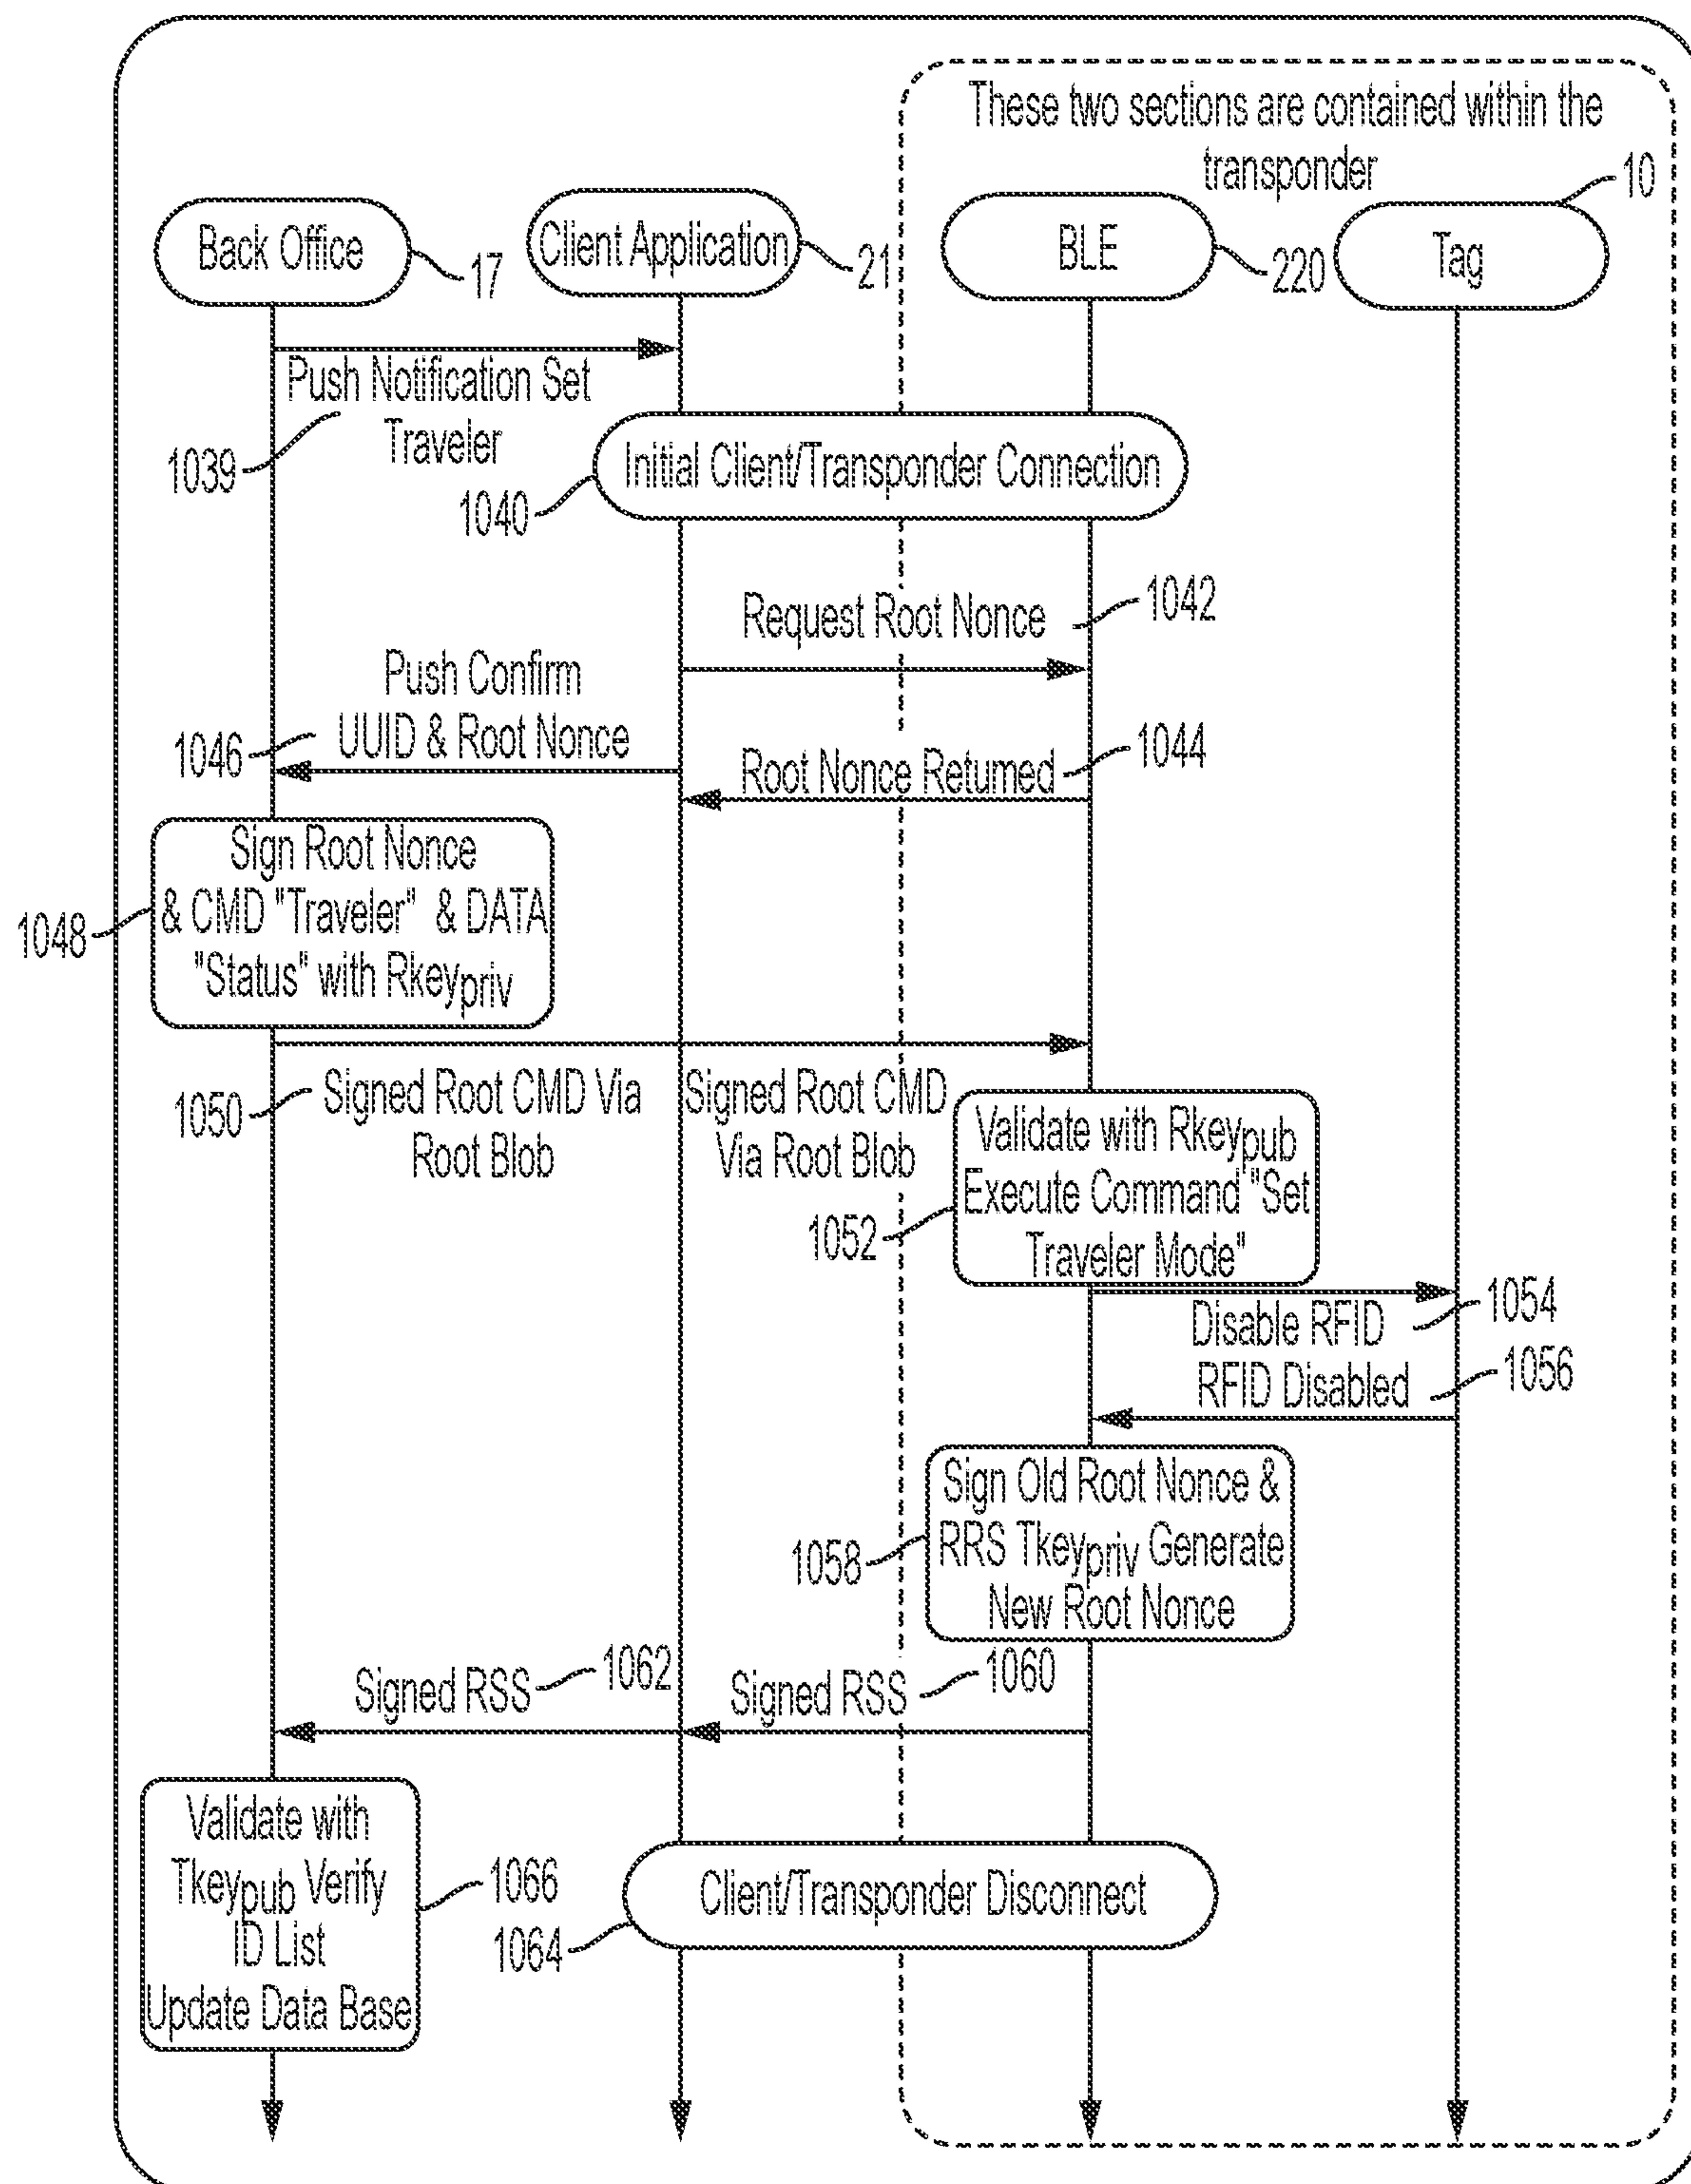 These two sections are contained within the
transponder
10
Back Office
17
Client Application
21
BLE
220
Tag
Push Notification Set
Traveler
1039
Initial Client/Transponder Connection
1040
Request Root Nonce
1042
Push Confirm
UUID & Root Nonce
1046
Root Nonce Returned
1044
Sign Root Nonce
& CMD "Traveler" & DATA
"Status" with Rkeypriv
1048
1050
Signed Root CMD Via
Root Blob
Signed Root CMD
Via Root Blob
Validate with Rkeypub
Execute Command "Set
Traveler Mode"
1052
Disable RFID
1054
RFID Disabled
1056
Sign Old Root Nonce &
RRS Tkeypriv Generate
New Root Nonce
1058
Signed RSS
1062
Signed RSS
1060
Validate with
Tkeypub Verify
ID List
Update Data Base
1066
Client/Transponder Disconnect
1064